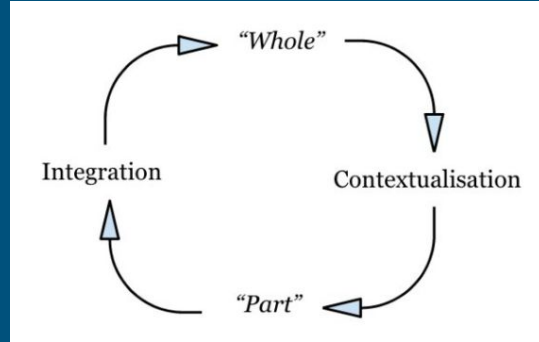 “Whole”
Integration
Contextualisation
“Part”